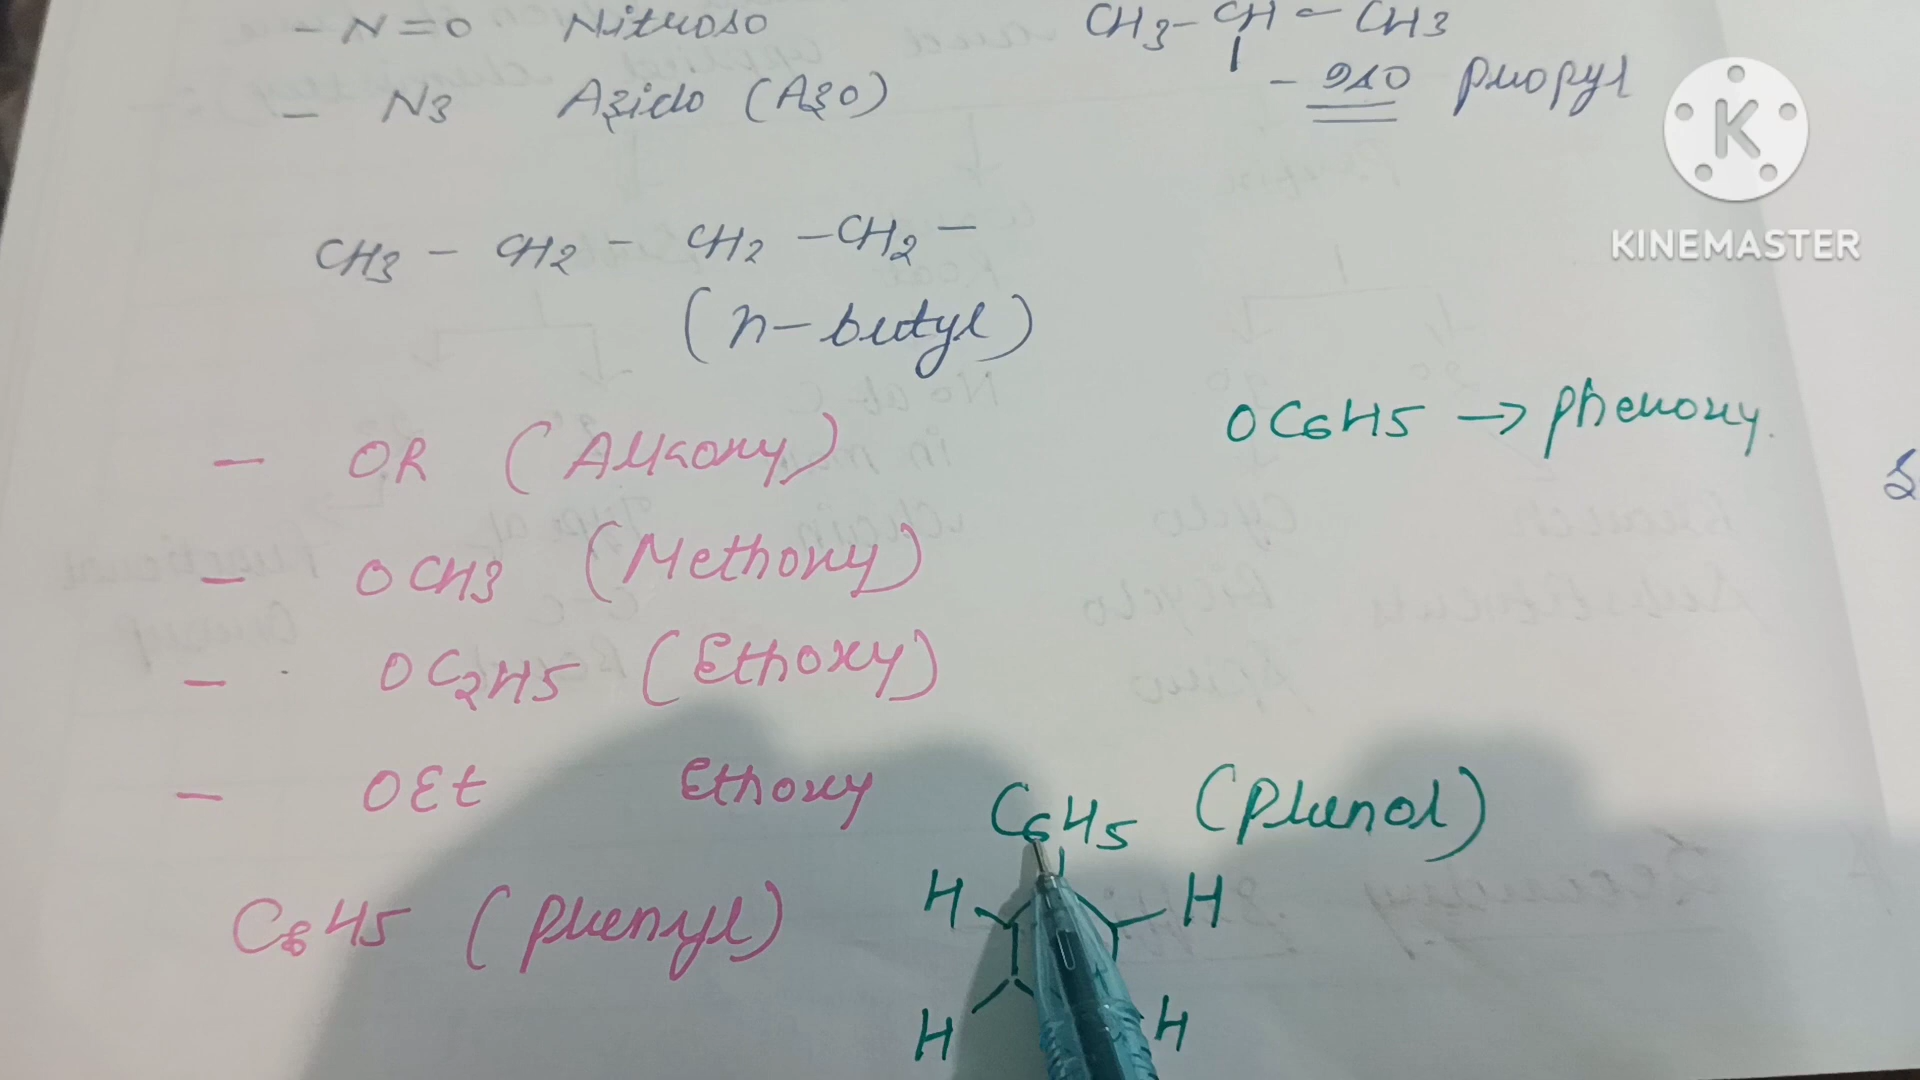 - N=O Nitroso
CH3 - CH - CH3
- N3 Azido (Azo)
- iso propyl
KINEMASTER
CH3 - CH2 - CH2 - CH2 -
(n-butyl)
OC6H5 → phenoxy
- OR (Alkoxy)
- OCH3 (Methoxy)
- OC2H5 (Ethoxy)
- OEt Ethoxy
C6H5 (phenol)
C6H5 (phenyl)
H H
H H